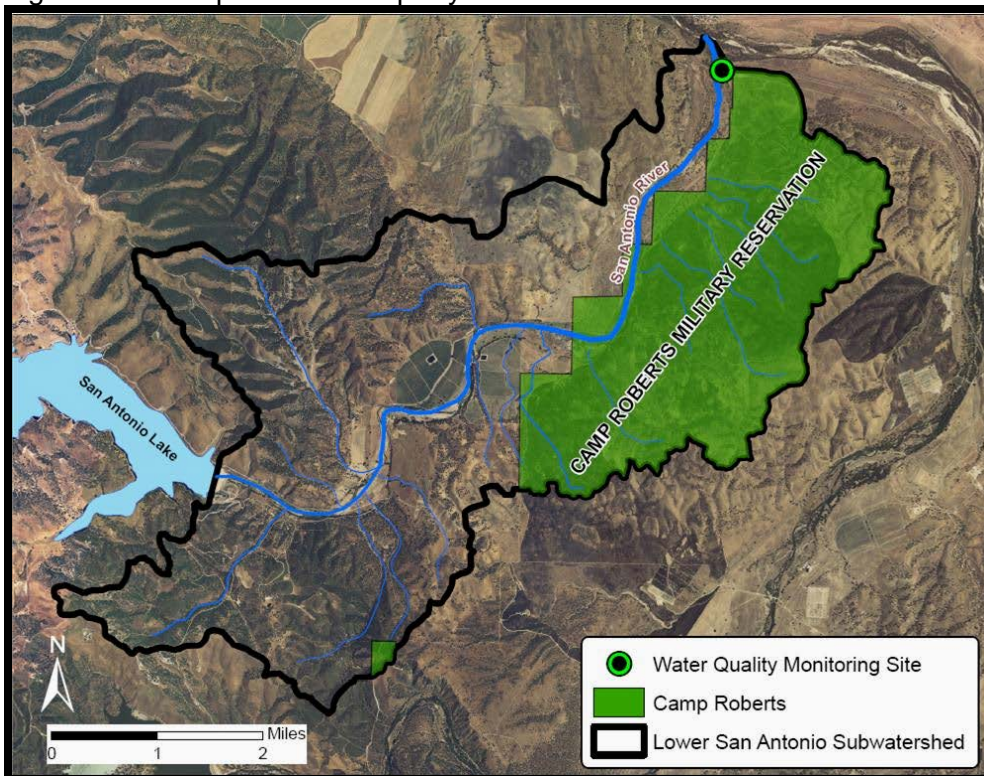 San Antonio Lake
San Antonio River
CAMP ROBERTS MILITARY RESERVATION
N
Miles
0 1 2
Water Quality Monitoring Site
Camp Roberts
Lower San Antonio Subwatershed